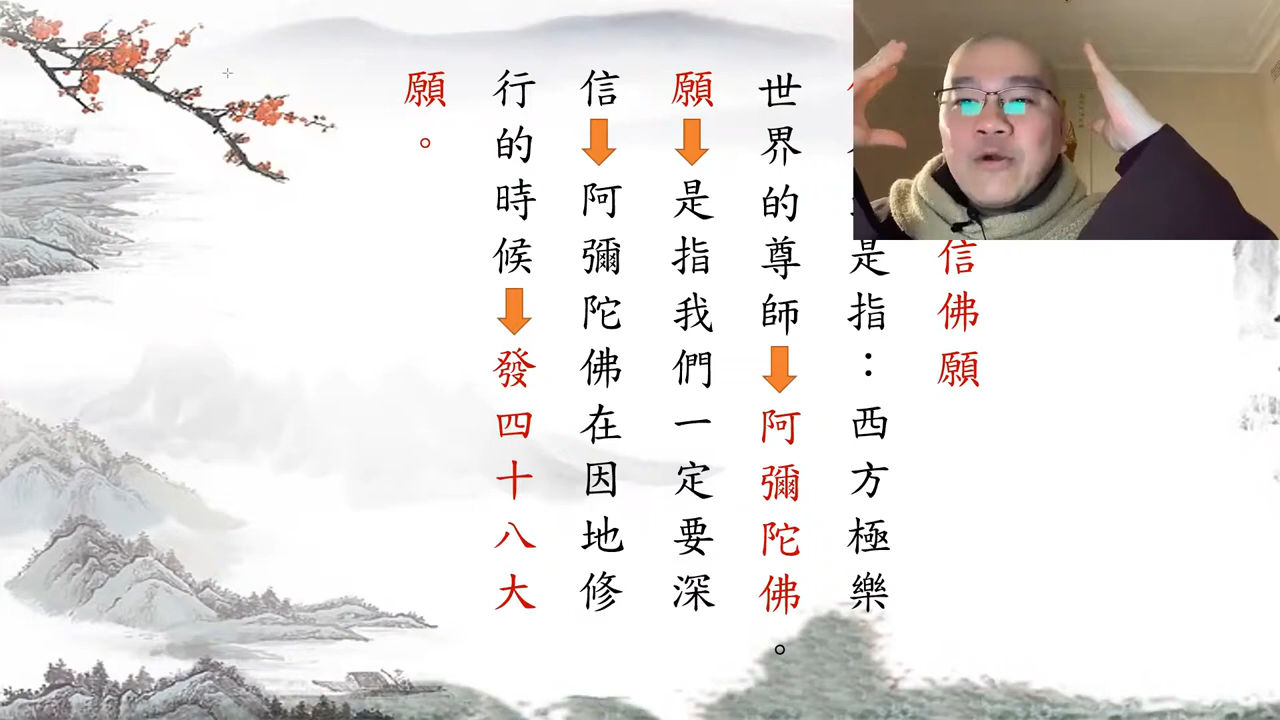 信佛願
是指：西方極樂
世界的尊師阿彌陀佛。
願是指我們一定要深
信阿彌陀佛在因地修
行的時候發四十八大
願。